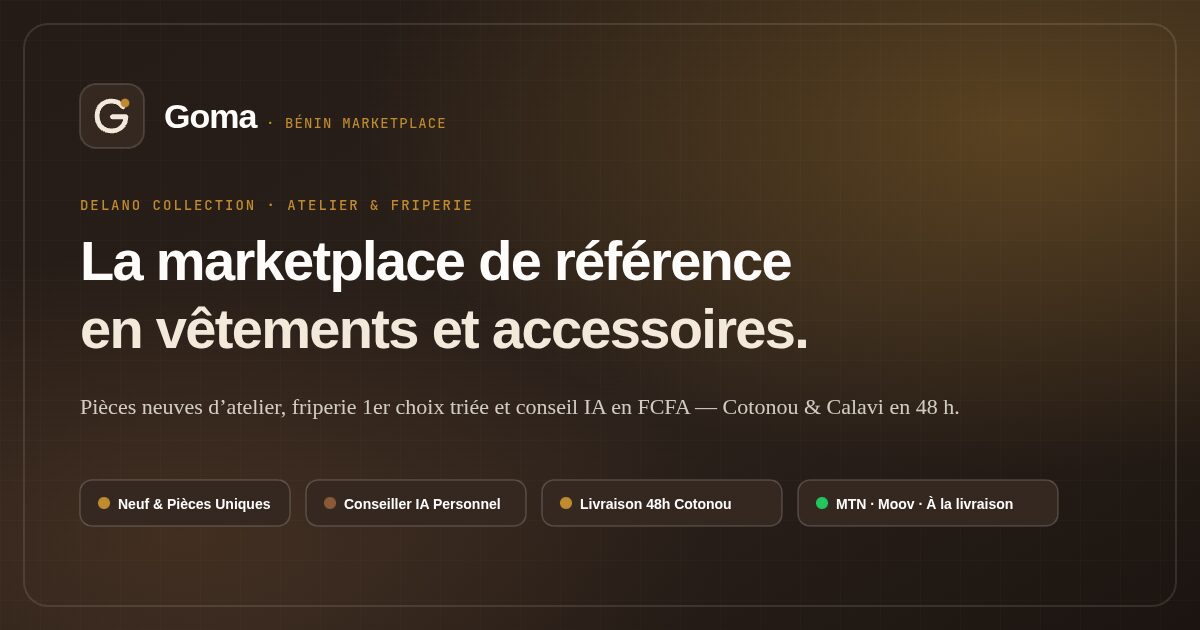 G
Goma · BÉNIN MARKETPLACE
DELANO COLLECTION · ATELIER & FRIPERIE
La marketplace de référence
en vêtements et accessoires.
Pièces neuves d’atelier, friperie 1er choix triée et conseil IA en FCFA — Cotonou & Calavi en 48 h.
Neuf & Pièces Uniques
Conseiller IA Personnel
Livraison 48h Cotonou
MTN · Moov · À la livraison